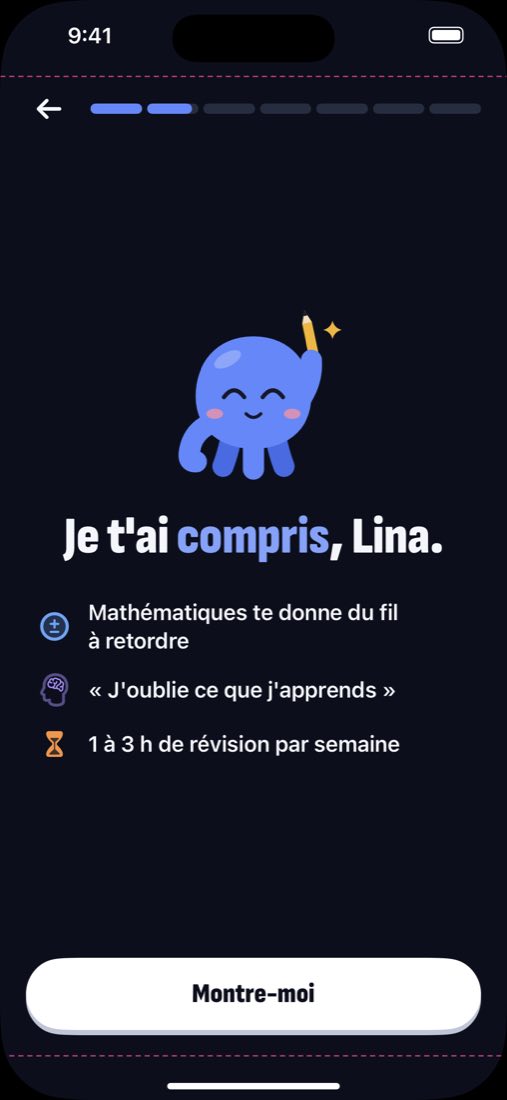 9:41
Je t'ai compris, Lina.
Mathématiques te donne du fil
à retordre
« J'oublie ce que j'apprends »
1 à 3 h de révision par semaine
Montre-moi